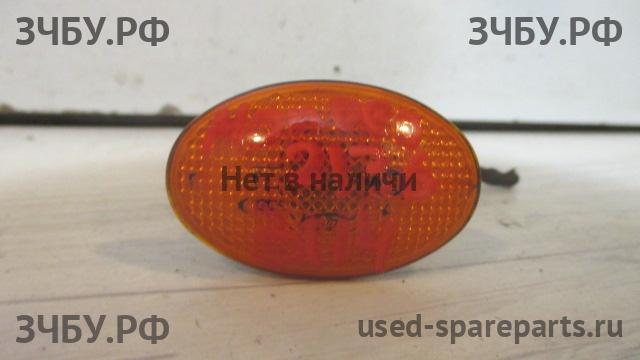 ЗЧБУ.РФ ЗЧБУ.РФ
Нет в наличи
ЗЧБУ.РФ used-spareparts.ru